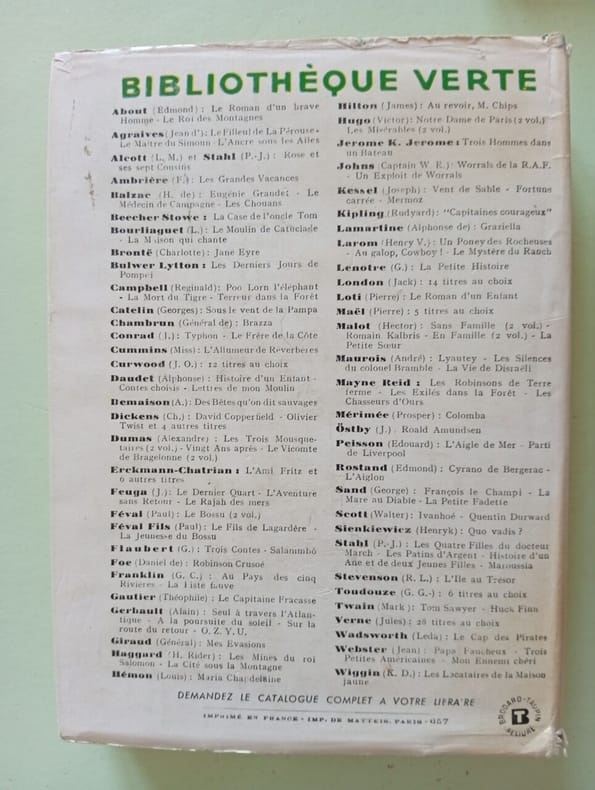 BIBLIOTHÈQUE VERTE
About (Edmond) : Le Roman d'un brave
Homme - Le Roi des Montagnes
Agraives (Jean d') : Le Filleul de La Pérouse -
Le Maître du Simoun - L'Ancre sous les Ailes
Alcott (L. M.) et Stahl (P.-J.) : Rose et
ses sept Cousins
Ambrière (F.) : Les Grandes Vacances
Balzac (H. de) : Eugénie Grandet - Le
Médecin de Campagne - Les Chouans
Beecher Stowe : La Case de l'oncle Tom
Bourliaguet (L.) : Le Moulin de Catuclade
- La Maison qui chante
Brontë (Charlotte) : Jane Eyre
Bulwer Lytton : Les Derniers Jours de
Pompéi
Campbell (Reginald) : Poo Lorn l'éléphant
- La Mort du Tigre - Terreur dans la Forêt
Catelin (Georges) : Sous le vent de la Pampa
Chambrun (Général de) : Brazza
Conrad (J.) : Typhon - Le Frère de la Côte
Cummins (Miss) : L'Allumeur de Réverbères
Curwood (J. O.) : 12 titres au choix
Daudet (Alphonse) : Histoire d'un Enfant -
Contes choisis - Lettres de mon Moulin
Demaison (A.) : Des Bêtes qu'on dit sauvages
Dickens (Ch.) : David Copperfield - Olivier
Twist et 4 autres titres
Dumas (Alexandre) : Les Trois Mousque-
taires (2 vol.) - Vingt Ans après - Le Vicomte
de Bragelonne (2 vol.)
Erckmann-Chatrian : L'Ami Fritz et
6 autres titres
Feuga (J.) : Le Dernier Quart - L'Aventure
sans Retour - Le Rajah des mers
Féval (Paul) : Le Bossu (2 vol.)
Féval Fils (Paul) : Le Fils de Lagardère -
La Jeunesse du Bossu
Flaubert (G.) : Trois Contes - Salammbô
Foe (Daniel de) : Robinson Crusoé
Franklin (G. C.) : Au Pays des cinq
Rivières - La Piste Louve
Gautier (Théophile) : Le Capitaine Fracasse
Gerbault (Alain) : Seul à travers l'Atlan-
tique - A la poursuite du soleil - Sur la
route du retour - O. Z. Y. U.
Giraud (Général) : Mes Evasions
Haggard (H. Rider) : Les Mines du roi
Salomon - La Cité sous la Montagne
Hémon (Louis) : Maria Chapdelaine
Hilton (James) : Au revoir, M. Chips
Hugo (Victor) : Notre Dame de Paris (2 vol.)
Les Misérables (2 vol.)
Jerome K. Jerome : Trois Hommes dans
un Bateau
Johns (Captain W. E.) : Worrals de la R.A.F.
- Un Exploit de Worrals
Kessel (Joseph) : Vent de Sable - Fortune
carrée - Mermoz
Kipling (Rudyard) : "Capitaines courageux"
Lamartine (Alphonse de) : Graziella
Larom (Henry V.) : Un Poney des Rocheuses
- Au galop, Cowboy ! - Le Mystère du Ranch
Lenotre (G.) : La Petite Histoire
London (Jack) : 14 titres au choix
Loti (Pierre) : Le Roman d'un Enfant
Maël (Pierre) : 5 titres au choix
Malot (Hector) : Sans Famille (2 vol.) -
Romain Kalbris - En Famille (2 vol.) - La
Petite Sœur
Maurois (André) : Lyautey - Les Silences
du colonel Bramble - La Vie de Disraëli
Mayne Reid : Les Robinsons de Terre
ferme - Les Exilés dans la Forêt - Les
Chasseurs d'Ours
Mérimée (Prosper) : Colomba
Östby (J.) Roald Amundsen
Peisson (Edouard) : L'Aigle de Mer - Parti
de Liverpool
Rostand (Edmond) : Cyrano de Bergerac -
L'Aiglon
Sand (George) : François le Champi - La
Mare au Diable - La Petite Fadette
Scott (Walter) : Ivanhoé - Quentin Durward
Sienkiewicz (Henryk) : Quo vadis ?
Stahl (P.-J.) : Les Quatre Filles du docteur
March - Les Patins d'Argent - Histoire d'un
Ane et de deux Jeunes Filles - Maroussia
Stevenson (R. L.) : L'Ile au Trésor
Toudouze (G. G.-) : 6 titres au choix
Twain (Mark) : Tom Sawyer - Huck Finn
Verne (Jules) : 28 titres au choix
Wadsworth (Leda) : Le Cap des Pirates
Webster (Jean) : Papa Faucheux - Trois
Petites Américaines - Mon Ennemi chéri
Wiggin (K. D.) : Les Locataires de la Maison
jaune
DEMANDEZ LE CATALOGUE COMPLET A VOTRE LIBRAIRE
IMPRIMÉ EN FRANCE - IMP. DE MATTEIS, PARIS - 057
BRODARD-TAUPIN
B
RELIURE